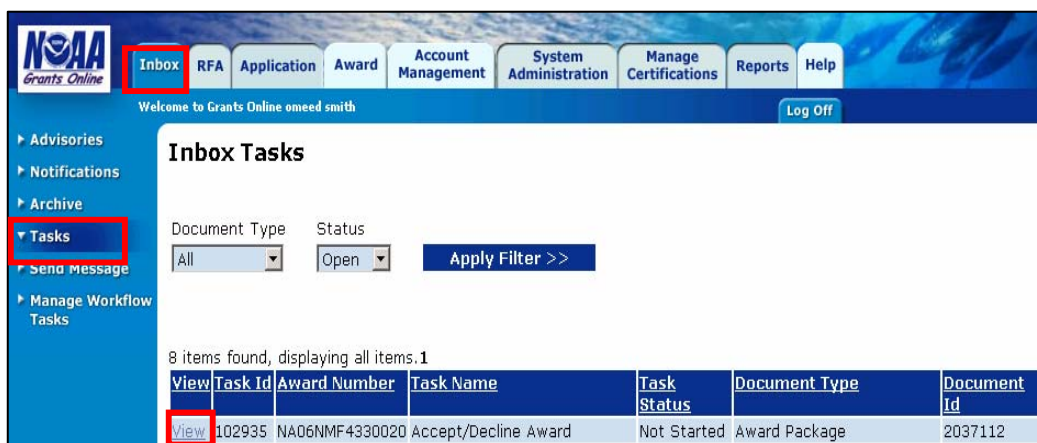 NOAA
Grants Online
Inbox RFA Application Award Account Management System Administration Manage Certifications Reports Help
Welcome to Grants Online omeed smith
Log Off
Advisories
Notifications
Archive
Tasks
Send Message
Manage Workflow
Tasks
Inbox Tasks
Document Type Status
All Open Apply Filter >>
8 items found, displaying all items.1
View Task Id Award Number Task Name Task Status Document Type Document Id
View 102935 NA06NMF4330020 Accept/Decline Award Not Started Award Package 2037112